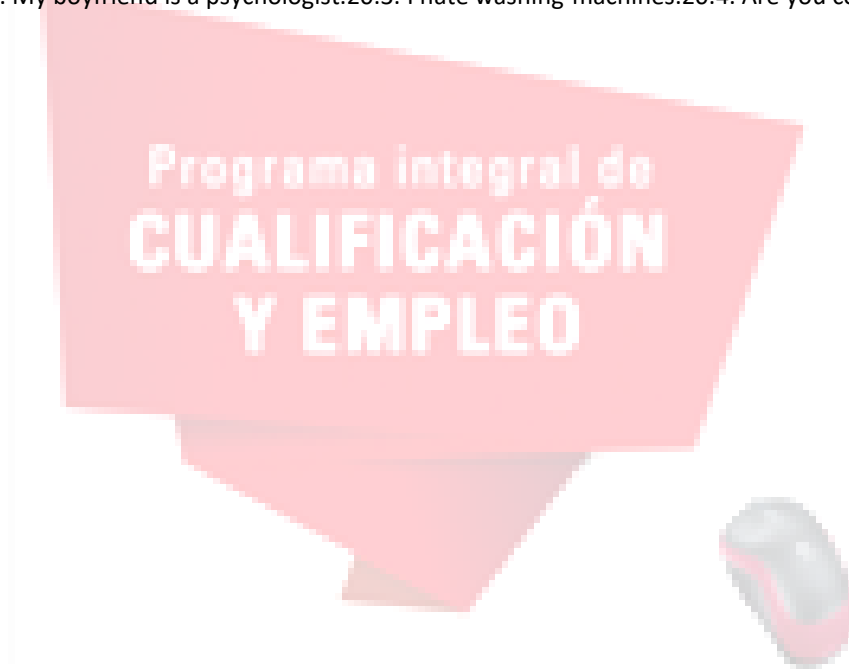 . My boyfriend is a psychologist.20.3. I hate washing machines.20.4. Are you
Programa integral de
CUALIFICACIÓN
Y EMPLEO